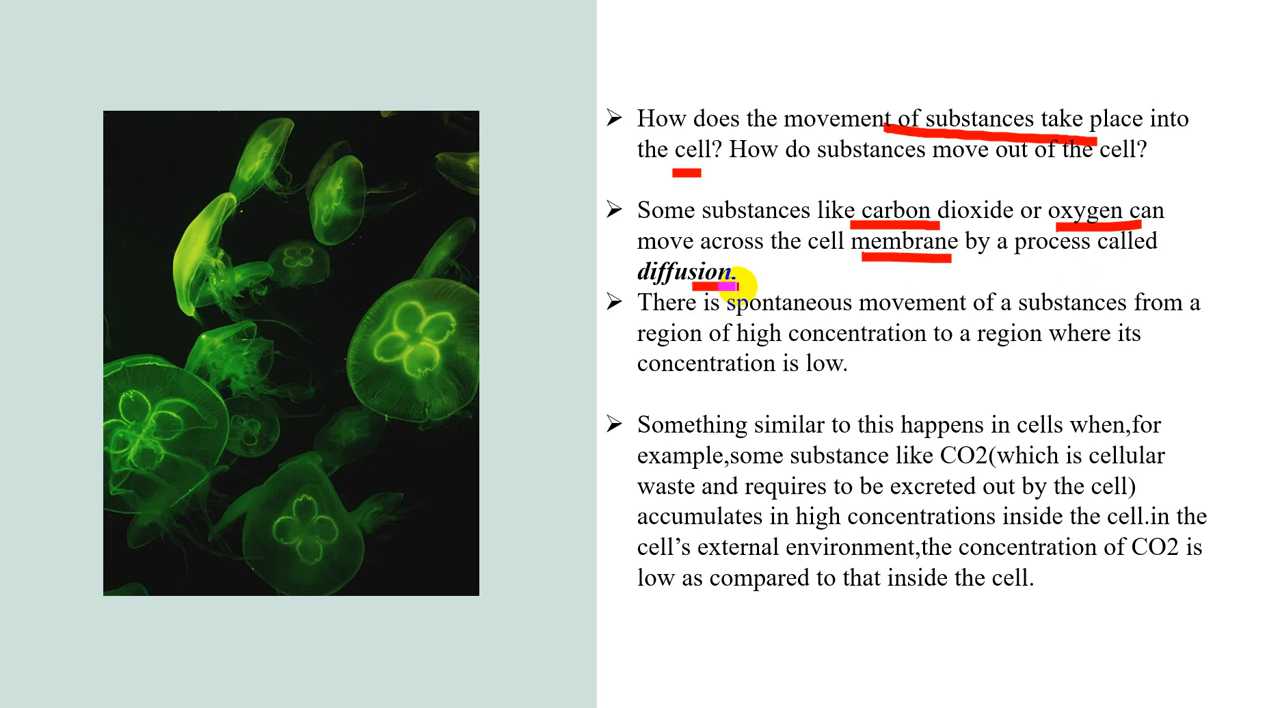 ➢ How does the movement of substances take place into
the cell? How do substances move out of the cell?
➢ Some substances like carbon dioxide or oxygen can
move across the cell membrane by a process called
diffusion.
➢ There is spontaneous movement of a substances from a
region of high concentration to a region where its
concentration is low.
➢ Something similar to this happens in cells when,for
example,some substance like CO2(which is cellular
waste and requires to be excreted out by the cell)
accumulates in high concentrations inside the cell.in the
cell’s external environment,the concentration of CO2 is
low as compared to that inside the cell.